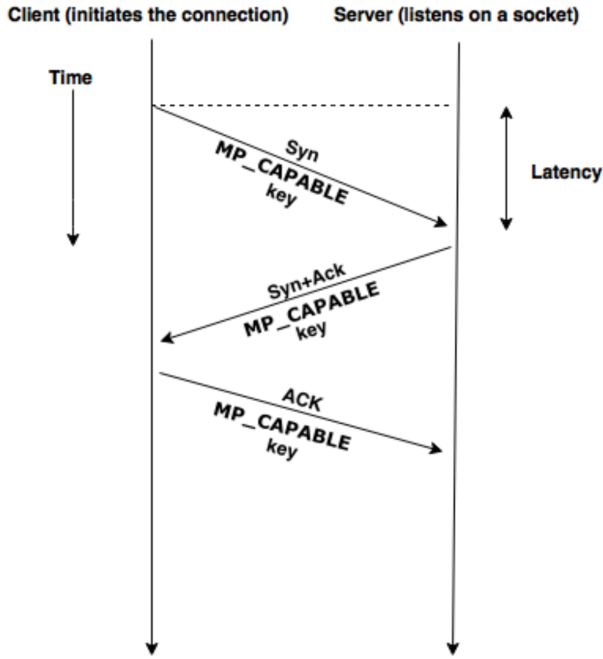 Client (initiates the connection)
Server (listens on a socket)
Time
Syn
MP_CAPABLE
key
Latency
Syn+Ack
MP_CAPABLE
key
ACK
MP_CAPABLE
key